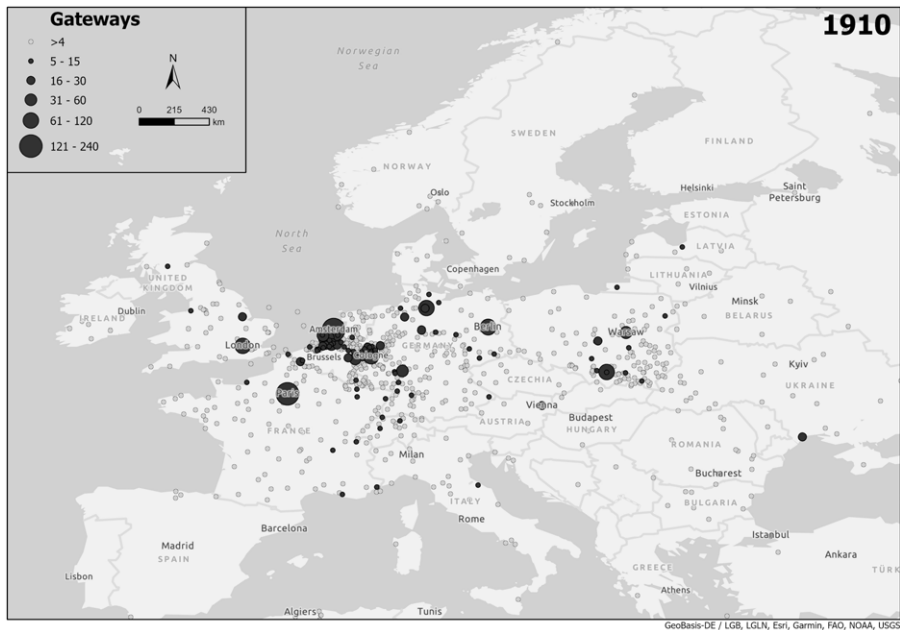 Gateways
1910
>4
5 - 15
16 - 30
31 - 60
61 - 120
121 - 240
N
0 215 430
km
Norwegian
Sea
SWEDEN
FINLAND
NORWAY
Oslo
Helsinki
Saint
Petersburg
Stockholm
ESTONIA
North
Sea
LATVIA
Copenhagen
LITHUANIA
Vilnius
UNITED
KINGDOM
Dublin
IRELAND
Minsk
BELARUS
Amsterdam
Berlin
Warsaw
London
Brussels
Cologne
GERMANY
Kyiv
CZECHIA
UKRAINE
Paris
Vienna
Budapest
AUSTRIA
HUNGARY
FRANCE
ROMANIA
Milan
Bucharest
ITALY
BULGARIA
Rome
Barcelona
Istanbul
Madrid
SPAIN
Ankara
GREECE
TÜRK
Lisbon
Athens
Algiers
Tunis
GeoBasis-DE / LGB, LGLN, Esri, Garmin, FAO, NOAA, USGS